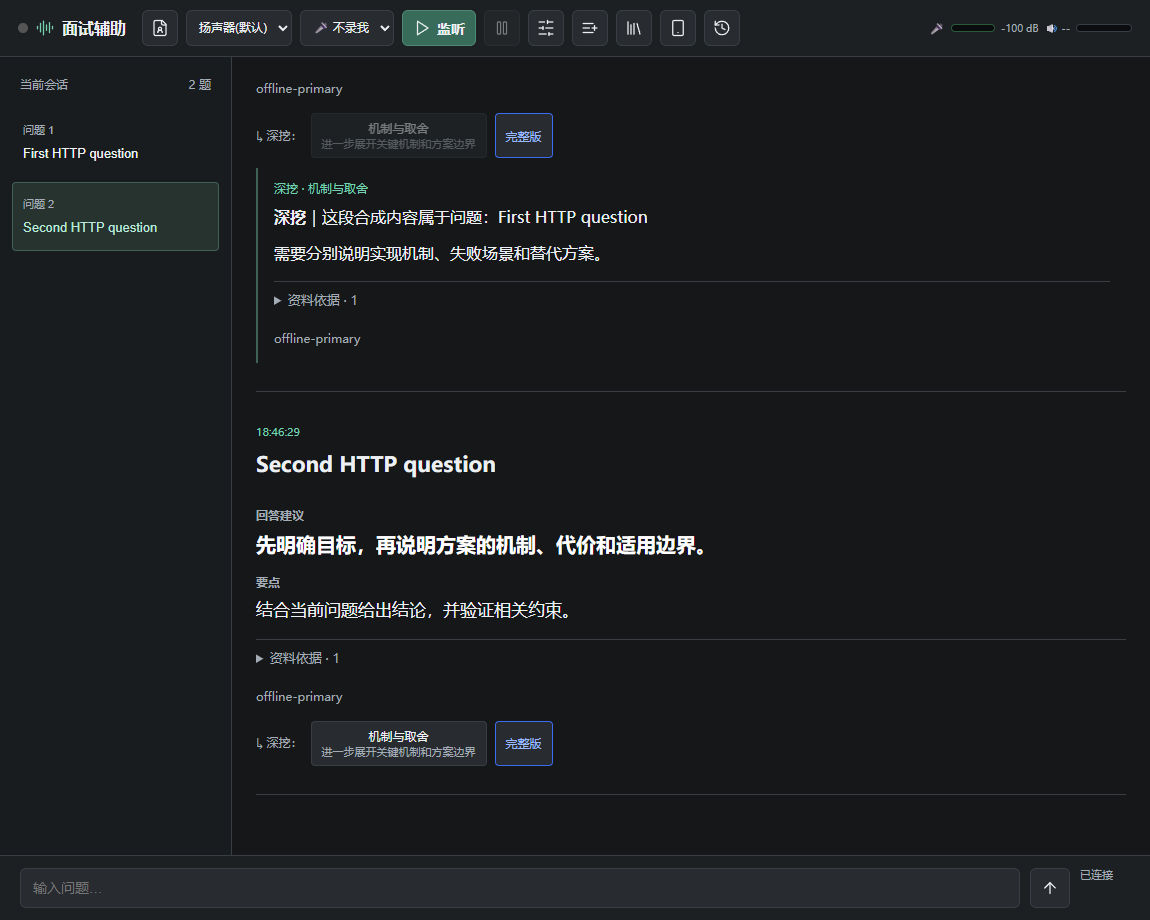 面试辅助
扬声器(默认)
不录我
监听
-100 dB
--
当前会话
2 题
问题 1
First HTTP question
问题 2
Second HTTP question
offline-primary
↳ 深挖:
机制与取舍
进一步展开关键机制和方案边界
完整版
深挖 · 机制与取舍
深挖 | 这段合成内容属于问题：First HTTP question
需要分别说明实现机制、失败场景和替代方案。
资料依据 · 1
offline-primary
18:46:29
Second HTTP question
回答建议
先明确目标，再说明方案的机制、代价和适用边界。
要点
结合当前问题给出结论，并验证相关约束。
资料依据 · 1
offline-primary
↳ 深挖:
机制与取舍
进一步展开关键机制和方案边界
完整版
输入问题...
已连接